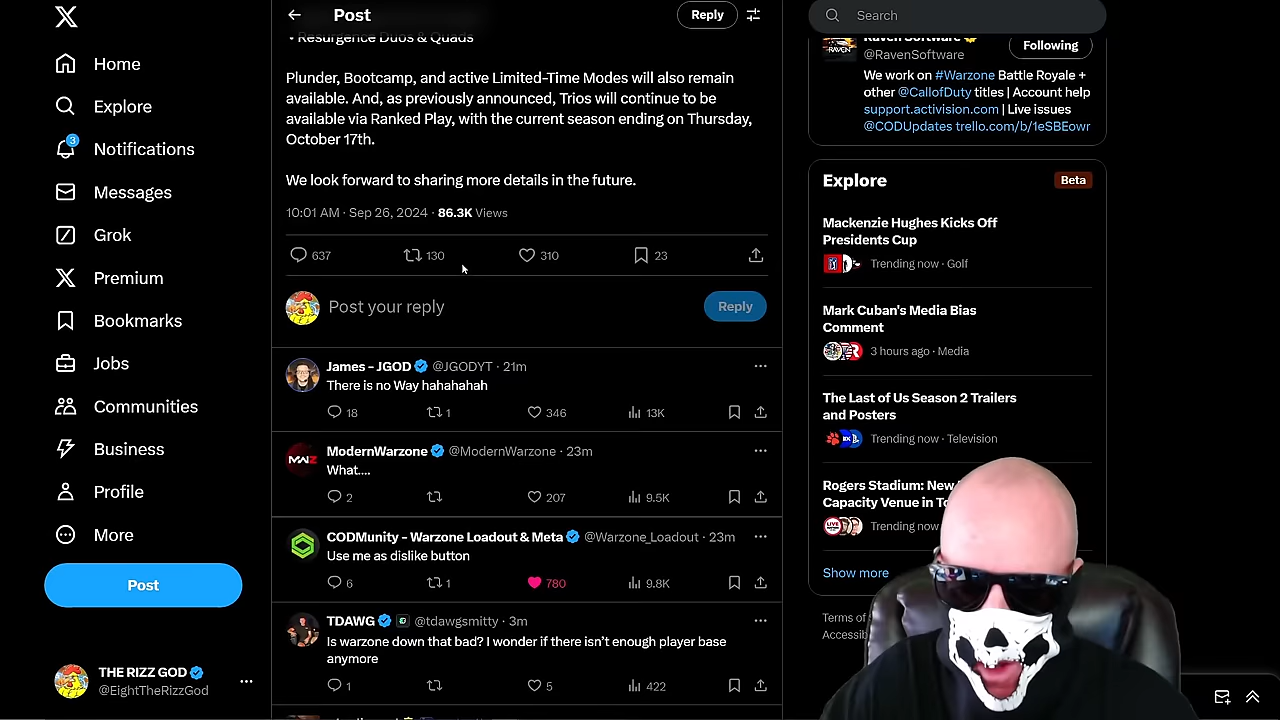 Post
Reply
Search
Home
Explore
3
Notifications
Messages
Grok
Premium
Bookmarks
Jobs
Communities
Business
Profile
More
Post
THE RIZZ GOD
@EightTheRizzGod
• Resurgence Duos & Quads
Plunder, Bootcamp, and active Limited-Time Modes will also remain
available. And, as previously announced, Trios will continue to be
available via Ranked Play, with the current season ending on Thursday,
October 17th.
We look forward to sharing more details in the future.
10:01 AM · Sep 26, 2024 · 86.3K Views
637 130 310 23
Post your reply
Reply
James – JGOD @JGODYT · 21m
There is no Way hahahahah
18 1 346 13K
ModernWarzone @ModernWarzone · 23m
What....
2 207 9.5K
CODMunity - Warzone Loadout & Meta @Warzone_Loadout · 23m
Use me as dislike button
6 1 780 9.8K
TDAWG @tdawgsmitty · 3m
Is warzone down that bad? I wonder if there isn't enough player base
anymore
1 5 422
Raven Software
RAVEN
@RavenSoftware
Following
We work on #Warzone Battle Royale +
other @CallofDuty titles | Account help
support.activision.com | Live issues
@CODUpdates trello.com/b/1eSBEowr
Explore
Beta
Mackenzie Hughes Kicks Off
Presidents Cup
Trending now · Golf
Mark Cuban's Media Bias
Comment
3 hours ago · Media
The Last of Us Season 2 Trailers
and Posters
Trending now · Television
Rogers Stadium: New
Capacity Venue in
Trending now
Show more
Terms of